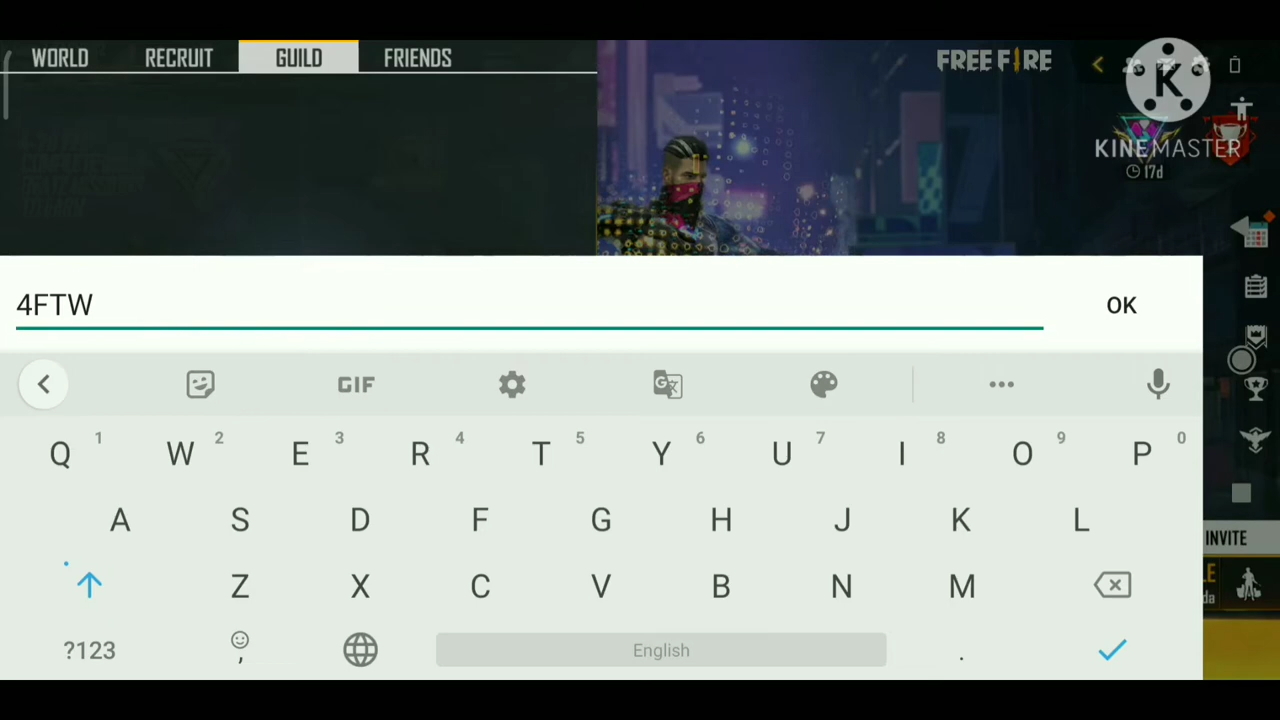 WORLD RECRUIT GUILD FRIENDS
FREE FIRE
K
KINEMASTER
17d
4FTW
OK
GIF
Q 1 W 2 E 3 R 4 T 5 Y 6 U 7 I 8 O 9 P 0
A S D F G H J K L
Z X C V B N M
?123 , English .
INVITE